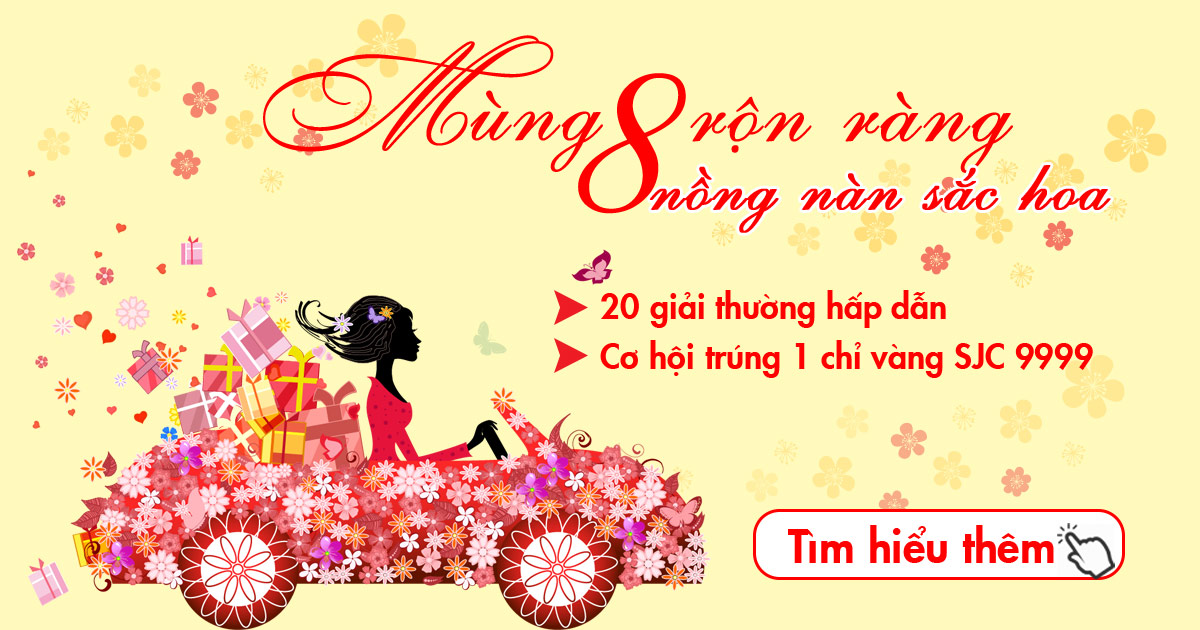 Mùng 8 rộn ràng
nồng nàn sắc hoa
20 giải thường hấp dẫn
Cơ hội trúng 1 chỉ vàng SJC 9999
Tìm hiểu thêm